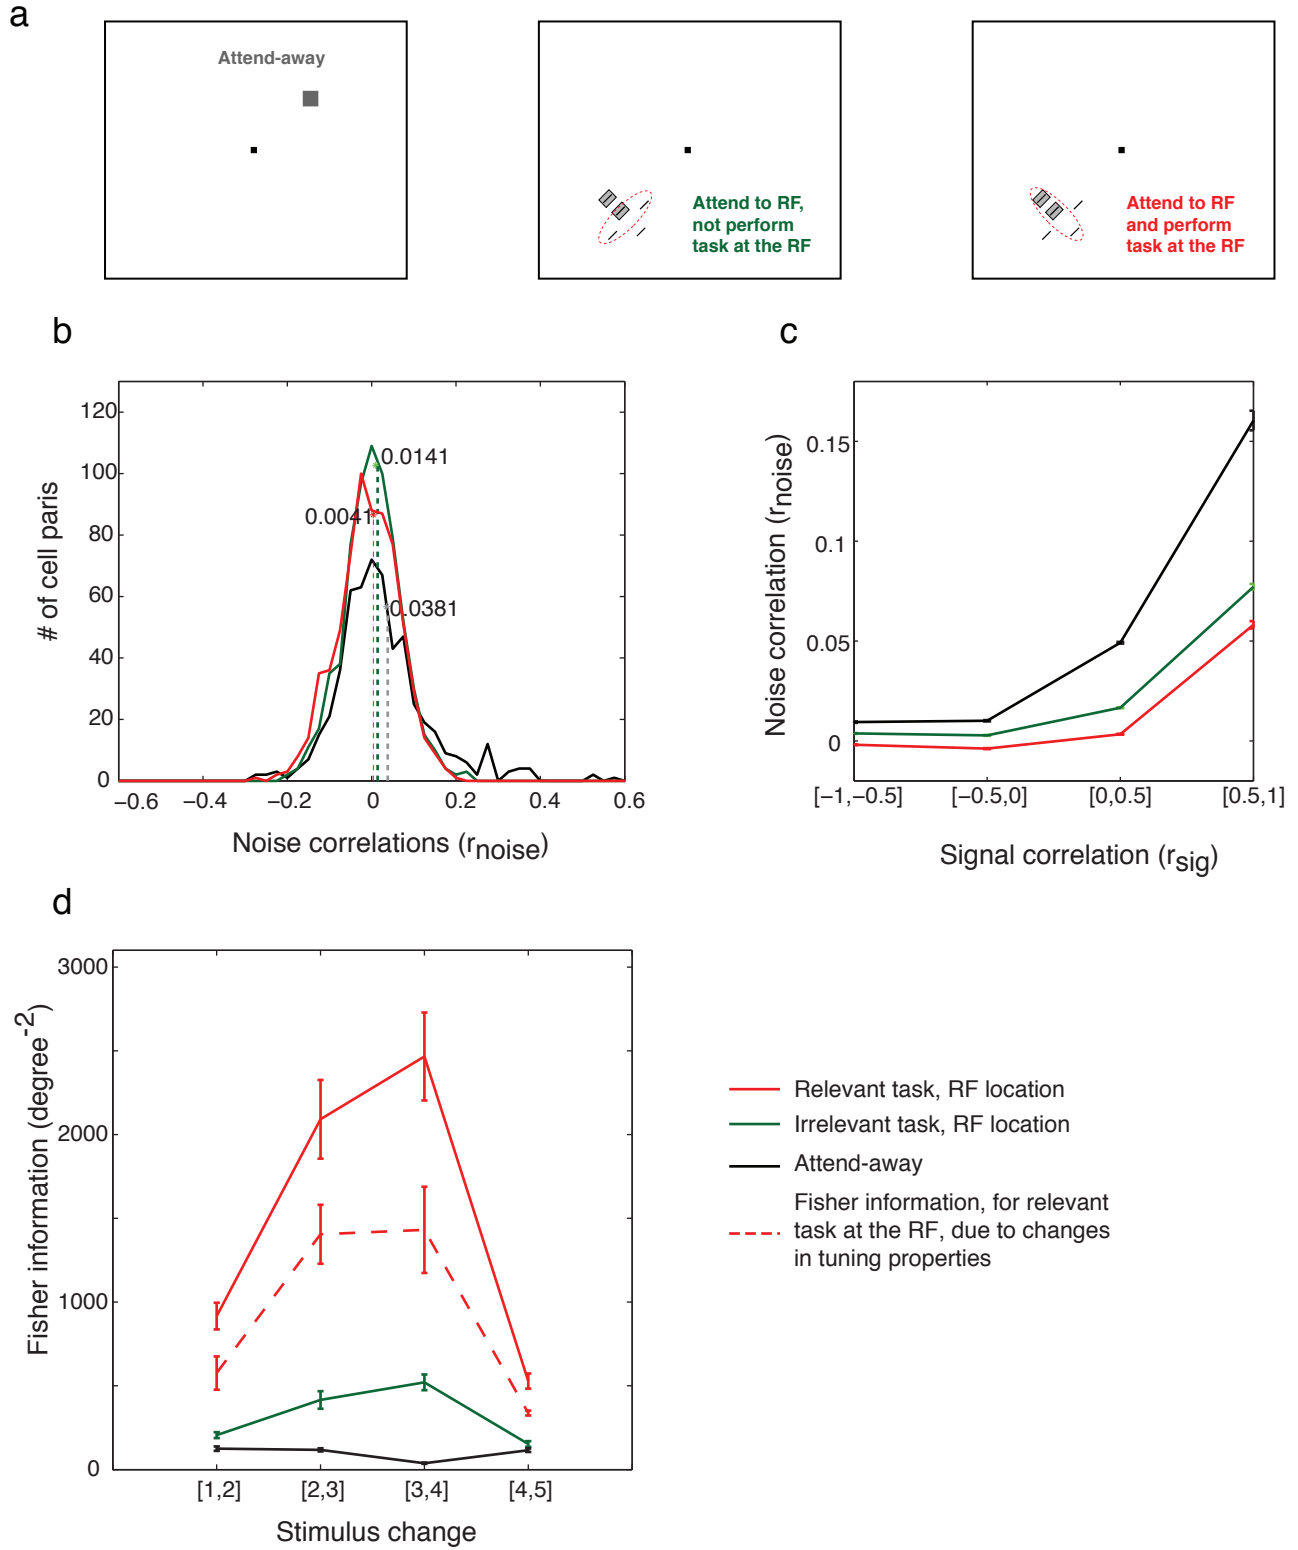 a
Attend-away
Attend to RF,
not perform
task at the RF
Attend to RF
and perform
task at the RF
b
# of cell paris
120
100
80
60
40
20
0
0.0141
0.0041
0.0381
−0.6 −0.4 −0.2 0 0.2 0.4 0.6
Noise correlations (rnoise)
c
Noise correlation (rnoise)
0.15
0.1
0.05
0
[−1,−0.5] [−0.5,0] [0,0.5] [0.5,1]
Signal correlation (rsig)
d
Fisher information (degree-2)
3000
2000
1000
0
[1,2] [2,3] [3,4] [4,5]
Stimulus change
Relevant task, RF location
Irrelevant task, RF location
Attend-away
Fisher information, for relevant
task at the RF, due to changes
in tuning properties